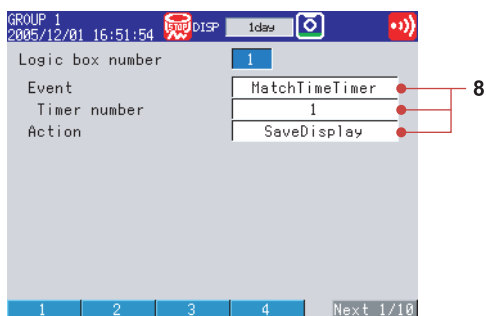 GROUP 1
2005/12/01 16:51:54 STOP DISP 1day
Logic box number 1
Event MatchTimeTimer
8
Timer number 1
Action SaveDisplay
1 2 3 4 Next 1/10